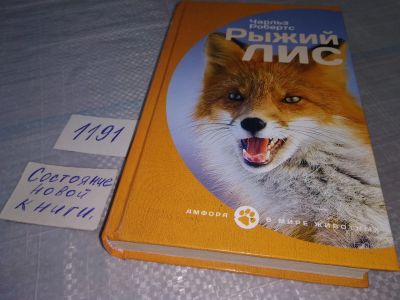 Чарльз
Робертс
Рыжий
лис
1191
Состояние
новой
книги.
АМФОРА В МИРЕ ЖИВОТНЫХ